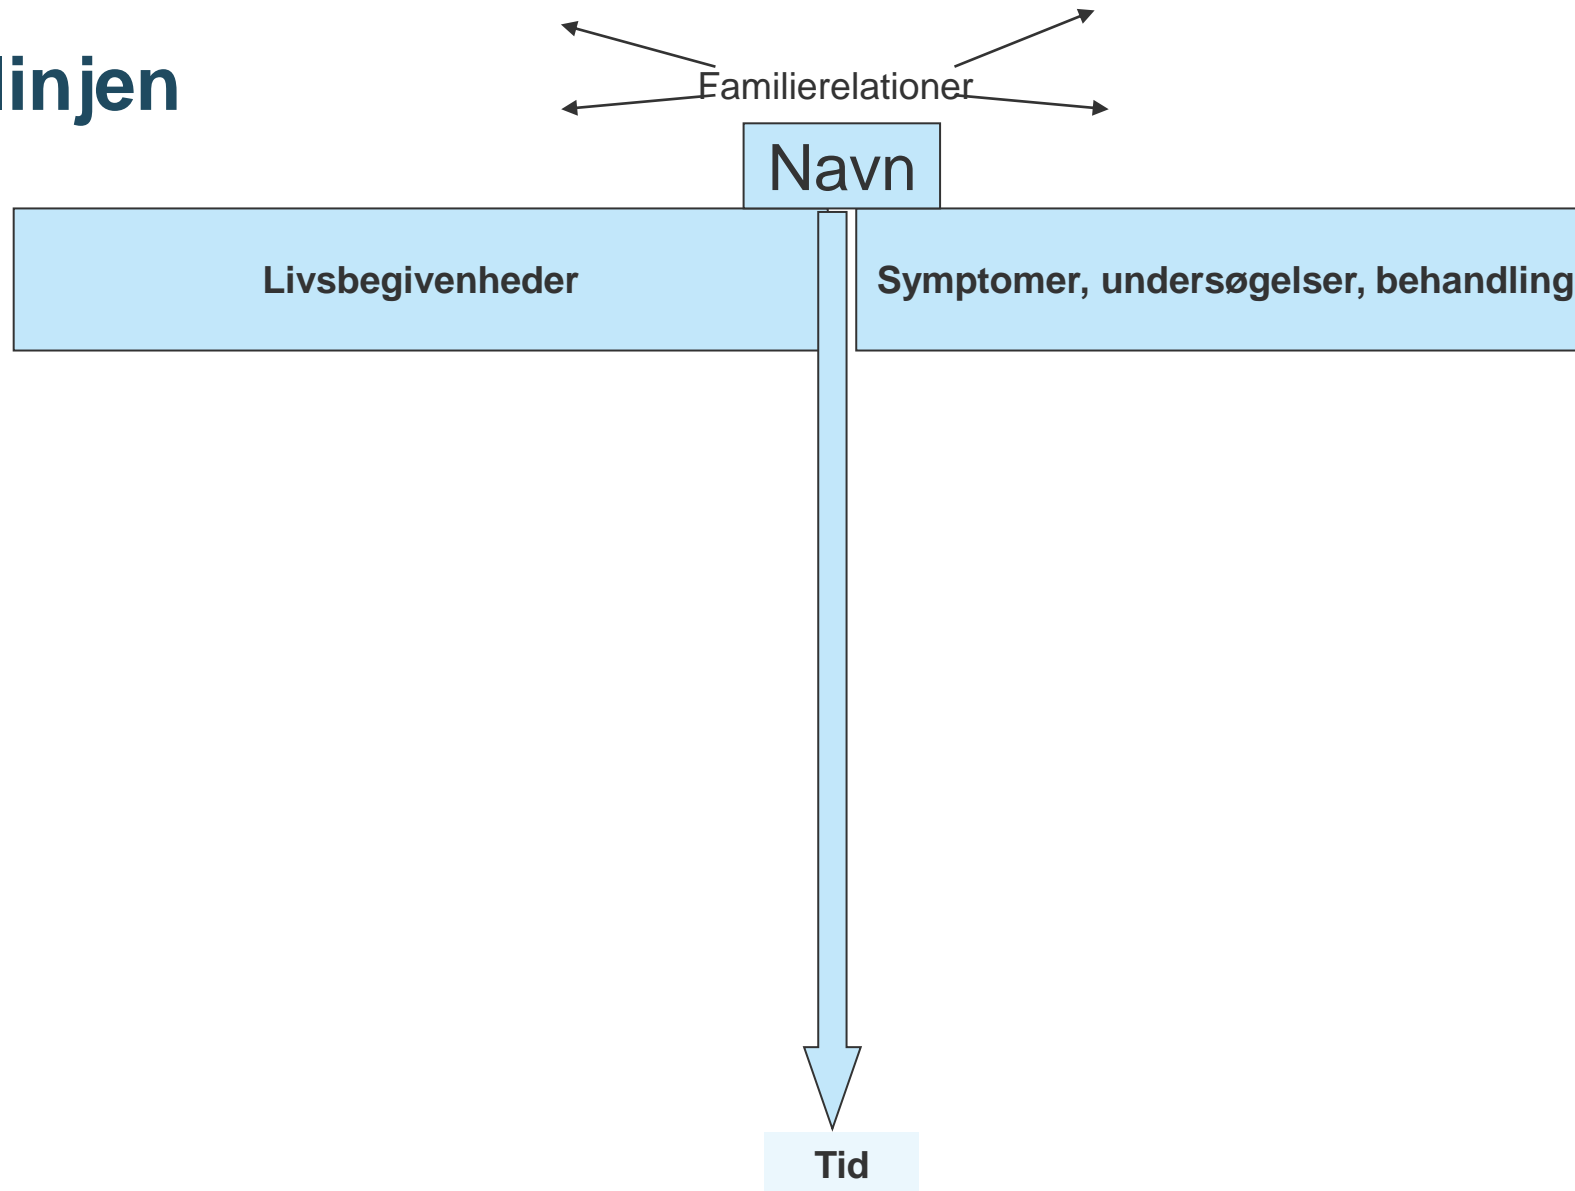 linjen
Familierelationer
Navn
Livsbegivenheder
Symptomer, undersøgelser, behandling
Tid